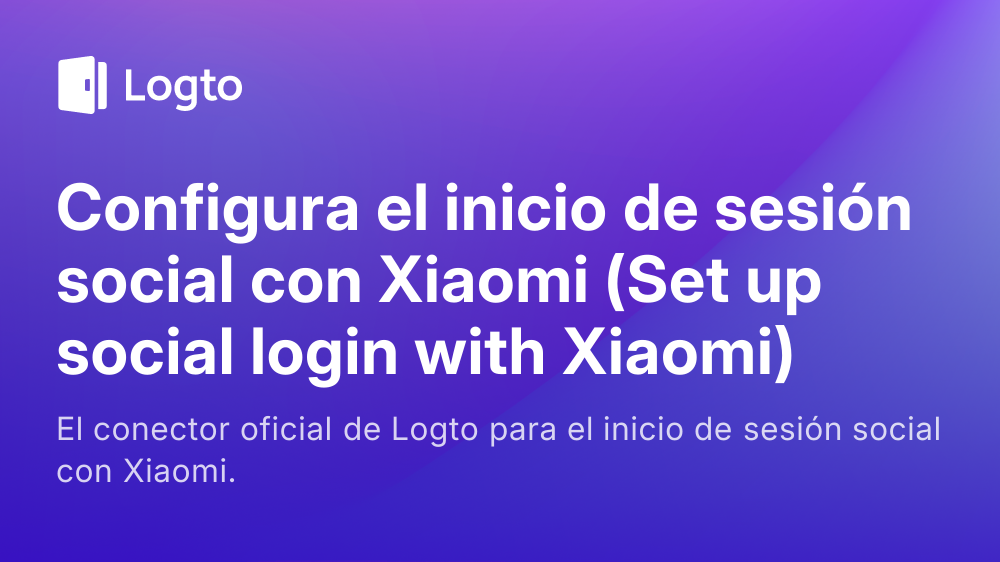 Logto
Configura el inicio de sesión
social con Xiaomi (Set up
social login with Xiaomi)
El conector oficial de Logto para el inicio de sesión social
con Xiaomi.